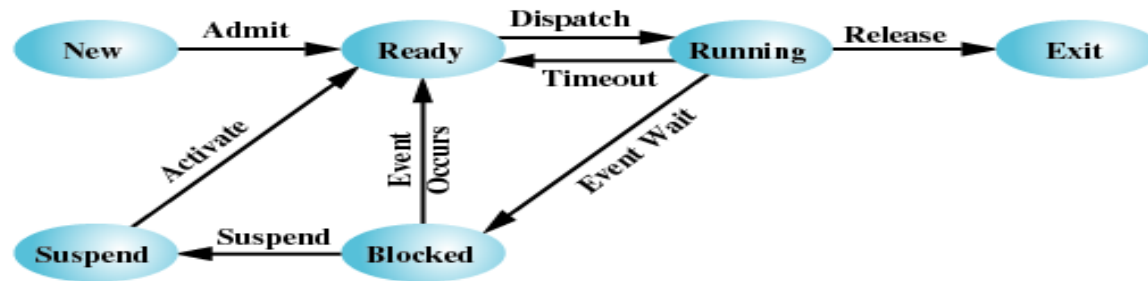 Dispatch
Admit
Release
New
Ready
Running
Exit
Timeout
Activate
Event
Occurs
Event Wait
Suspend
Suspend
Blocked